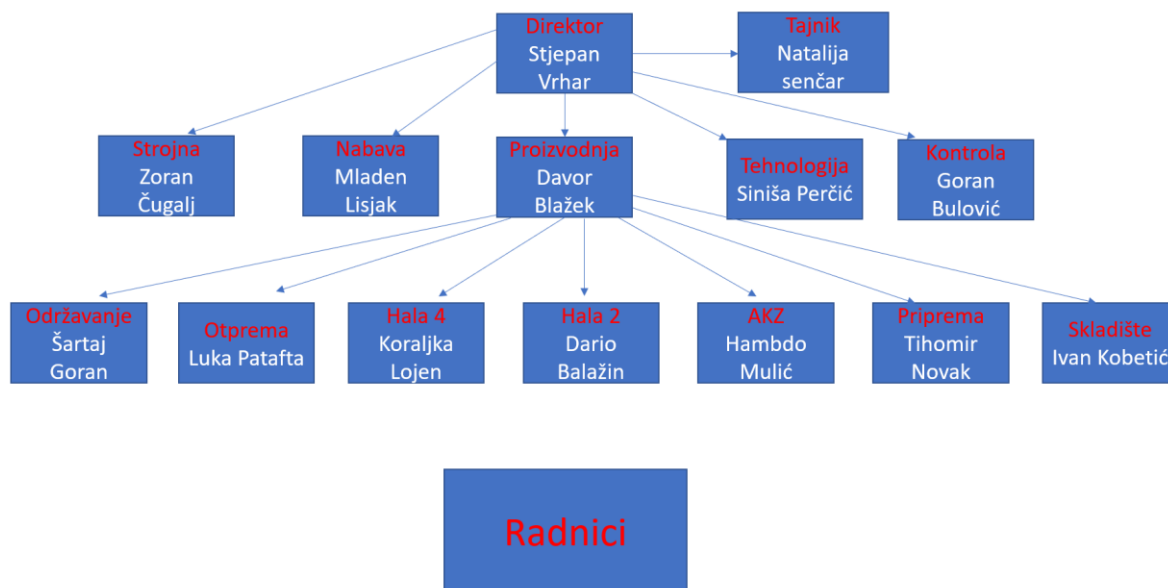 Direktor
Stjepan
Vrhar
Tajnik
Natalija
senčar
Strojna
Zoran
Čugalj
Nabava
Mladen
Lisjak
Proizvodnja
Davor
Blažek
Tehnologija
Siniša Perčić
Kontrola
Goran
Bulović
Održavanje
Šartaj
Goran
Otprema
Luka Patafta
Hala 4
Koraljka
Lojen
Hala 2
Dario
Balažin
AKZ
Hambdo
Mulić
Priprema
Tihomir
Novak
Skladište
Ivan Kobetić
Radnici